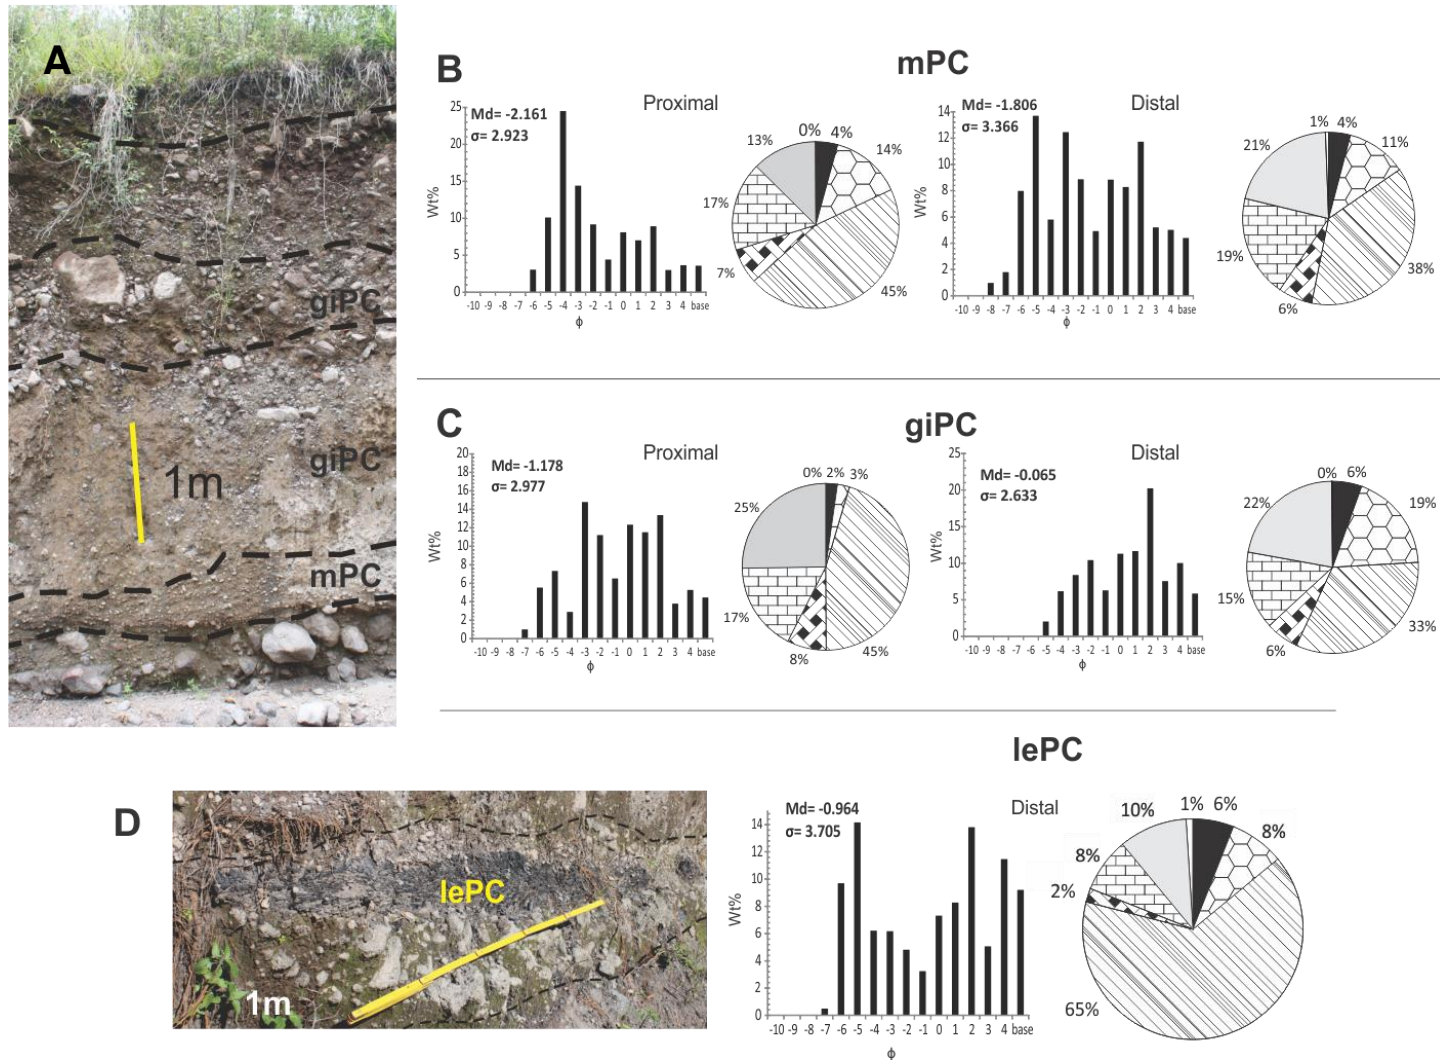 A
giPC
giPC
1m
mPC
B
mPC
Proximal
Md= -2.161
σ= 2.923
Wt%
25
20
15
10
5
0
-10 -9 -8 -7 -6 -5 -4 -3 -2 -1 0 1 2 3 4 base
ϕ
0%
4%
14%
45%
7%
17%
13%
Distal
Md= -1.806
σ= 3.366
Wt%
14
12
10
8
6
4
2
0
-10 -9 -8 -7 -6 -5 -4 -3 -2 -1 0 1 2 3 4 base
ϕ
1%
4%
11%
38%
6%
19%
21%
C
giPC
Proximal
Md= -1.178
σ= 2.977
Wt%
20
18
16
14
12
10
8
6
4
2
0
-10 -9 -8 -7 -6 -5 -4 -3 -2 -1 0 1 2 3 4 base
ϕ
0%
2%
3%
45%
8%
17%
25%
Distal
Md= -0.065
σ= 2.633
Wt%
25
20
15
10
5
0
-10 -9 -8 -7 -6 -5 -4 -3 -2 -1 0 1 2 3 4 base
ϕ
0%
6%
19%
33%
6%
15%
22%
D
lePC
1m
lePC
Distal
Md= -0.964
σ= 3.705
Wt%
14
12
10
8
6
4
2
0
-10 -9 -8 -7 -6 -5 -4 -3 -2 -1 0 1 2 3 4 base
ϕ
1%
6%
8%
65%
2%
8%
10%